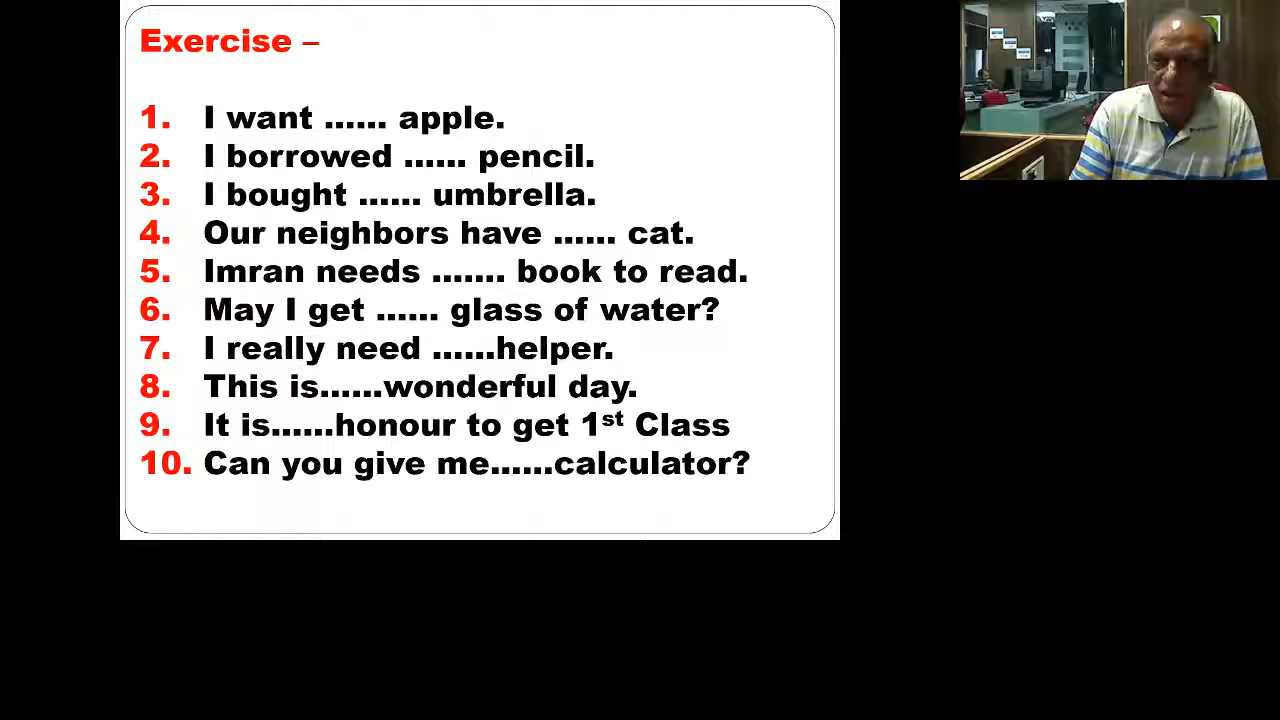 Exercise –
1. I want ...... apple.
2. I borrowed ...... pencil.
3. I bought ...... umbrella.
4. Our neighbors have ...... cat.
5. Imran needs ....... book to read.
6. May I get ...... glass of water?
7. I really need ......helper.
8. This is......wonderful day.
9. It is......honour to get 1st Class
10. Can you give me......calculator?